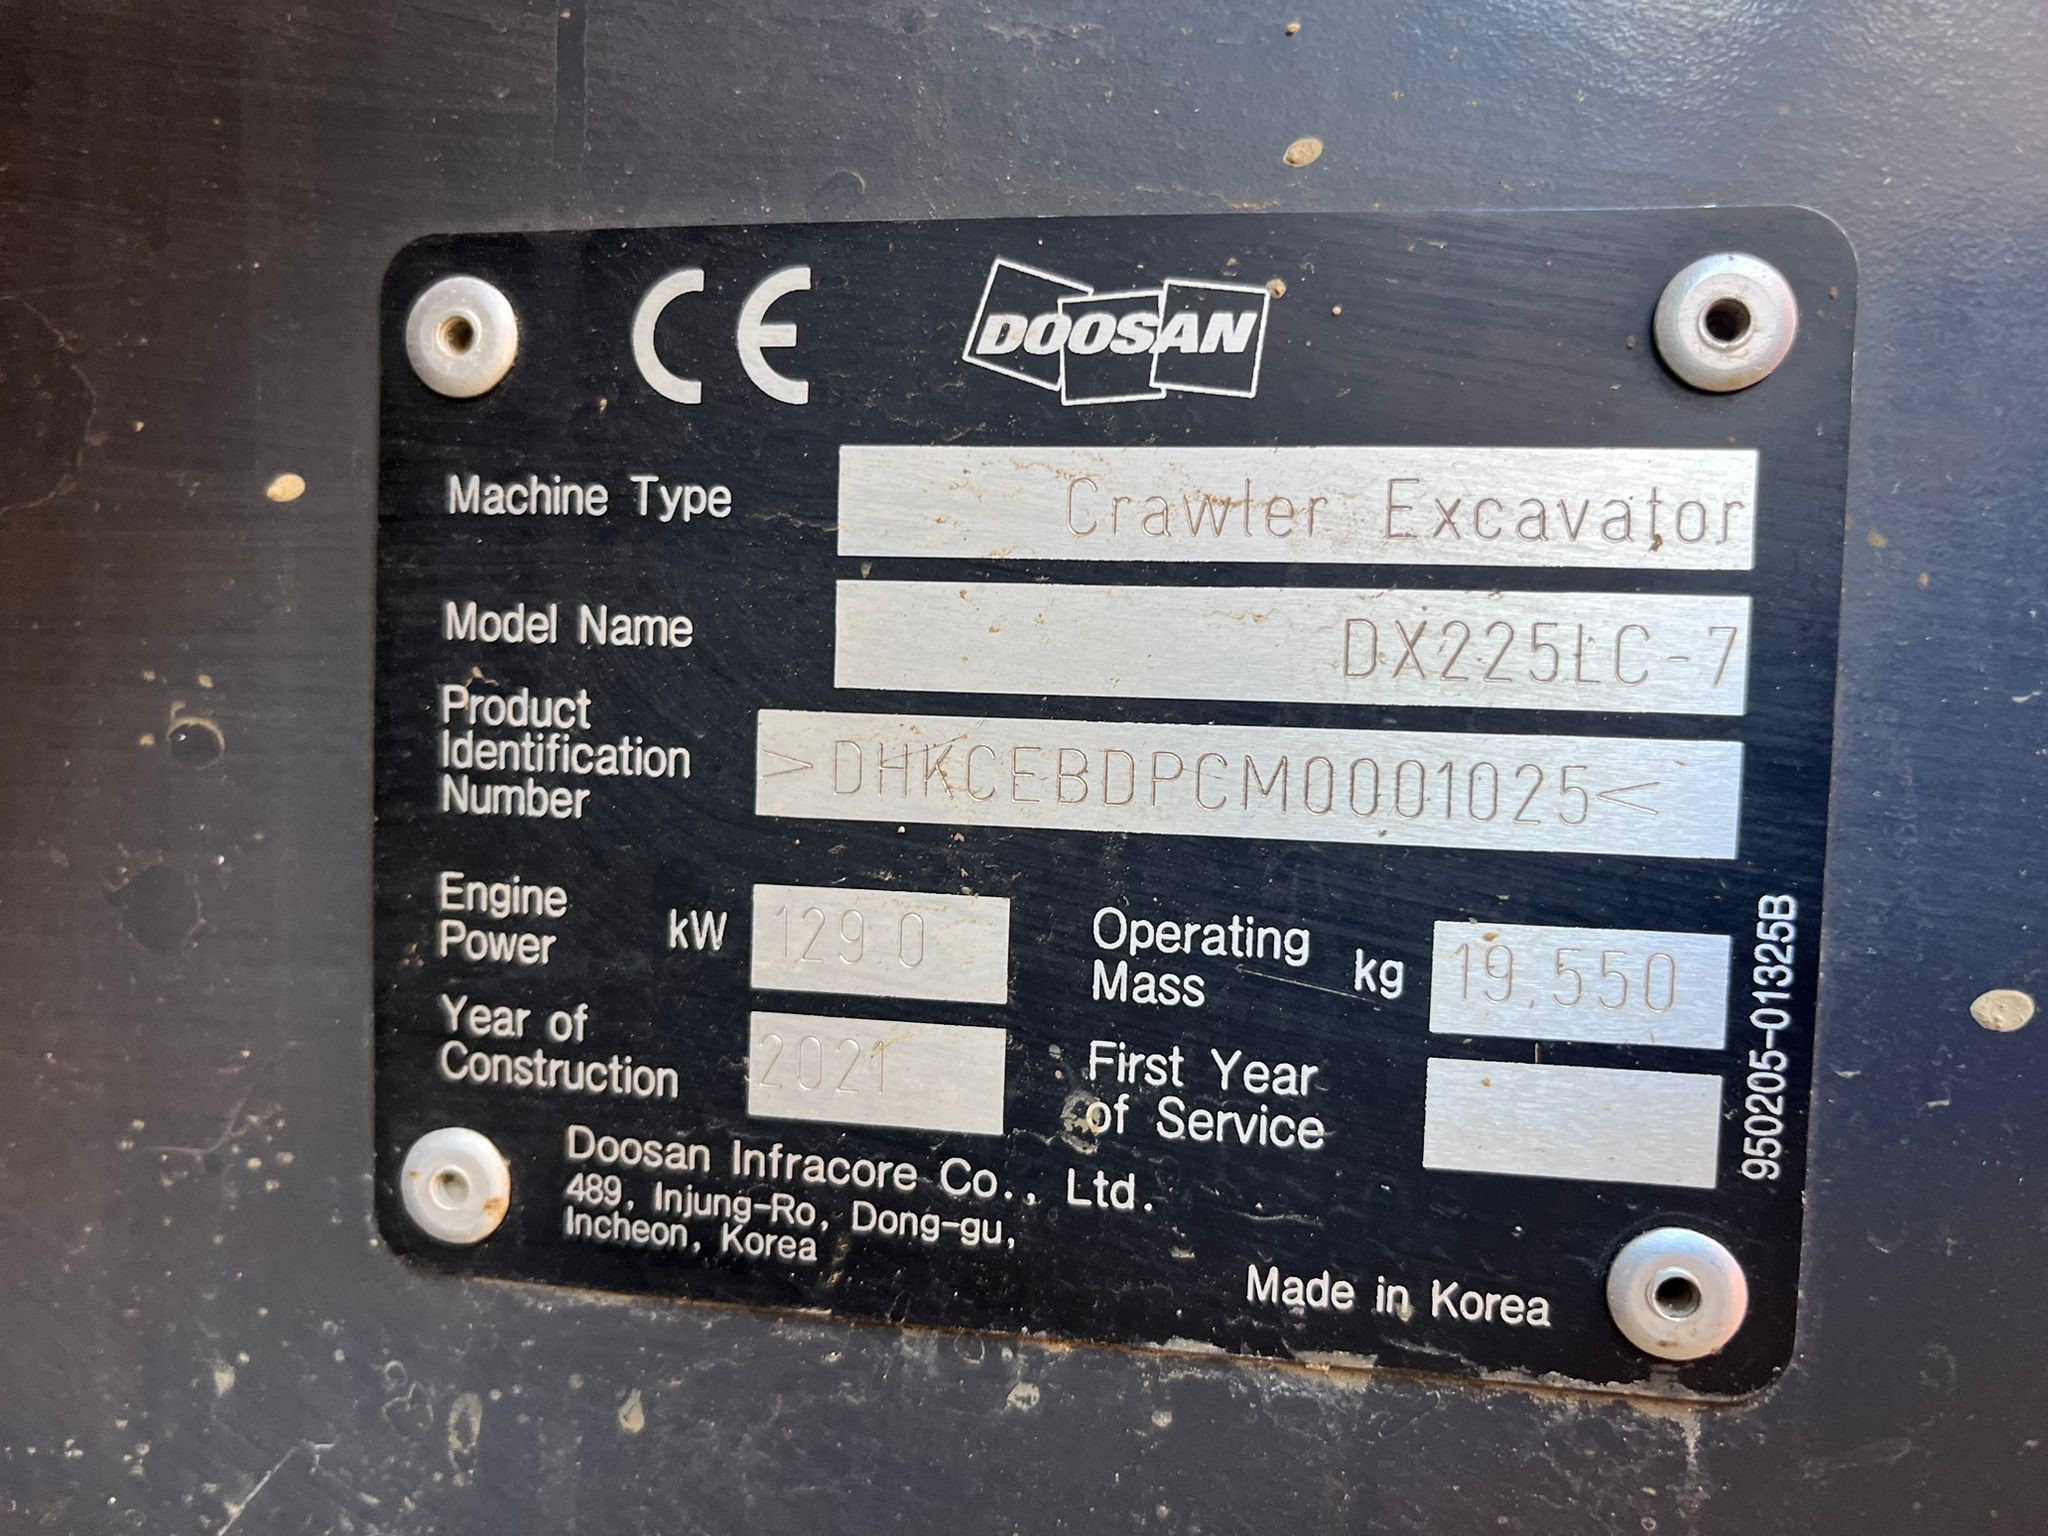 CE DOOSAN
Machine Type Crawler Excavator
Model Name DX225LC-7
Product
Identification
Number
>DHKCEBDPCM0001025<
Engine
Power kW 129.0
Operating
Mass kg 19,550
Year of
Construction 2021
First Year
of Service
Doosan Infracore Co., Ltd.
489, Injung-Ro, Dong-gu,
Incheon, Korea
Made in Korea
950205-01325B